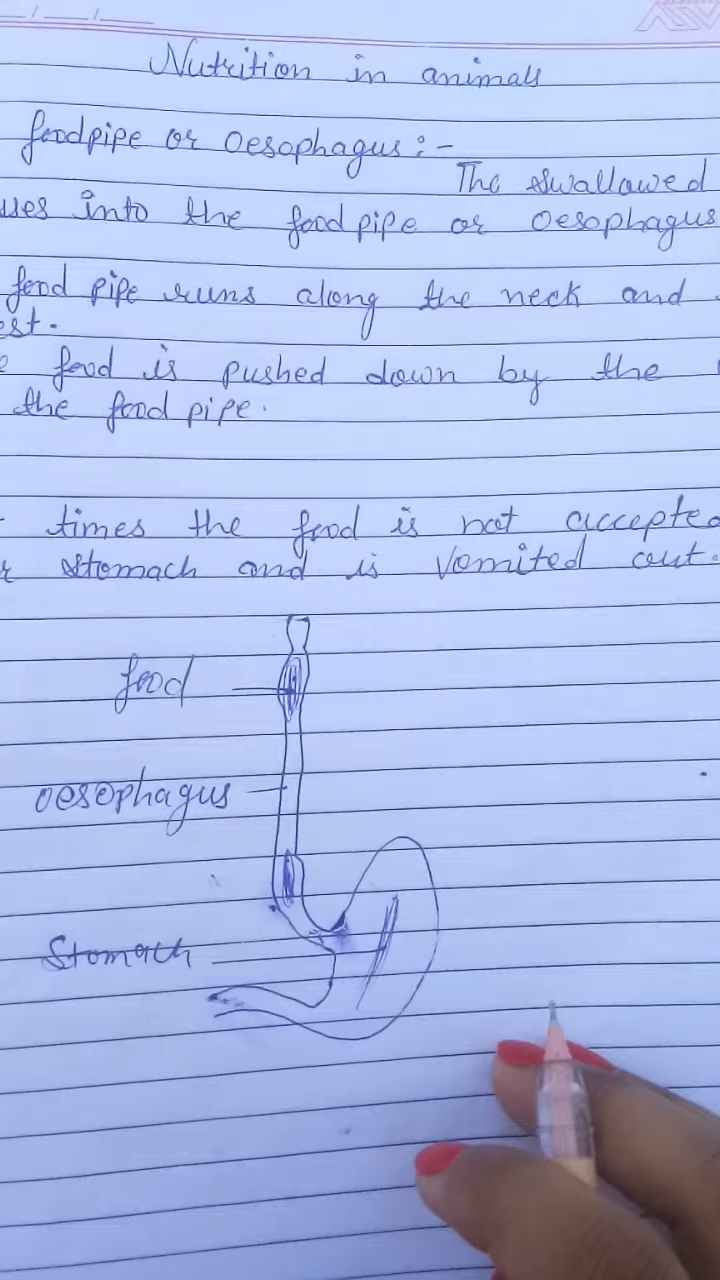 Nutrition in animals
foodpipe or Oesophagus:-
The swallowed
into the food pipe or oesophagus
food pipe runs along the neck and
est.
food is pushed down by the
the food pipe.
times the food is not accepted
stomach and is vomited out.
food
oesophagus
Stomach